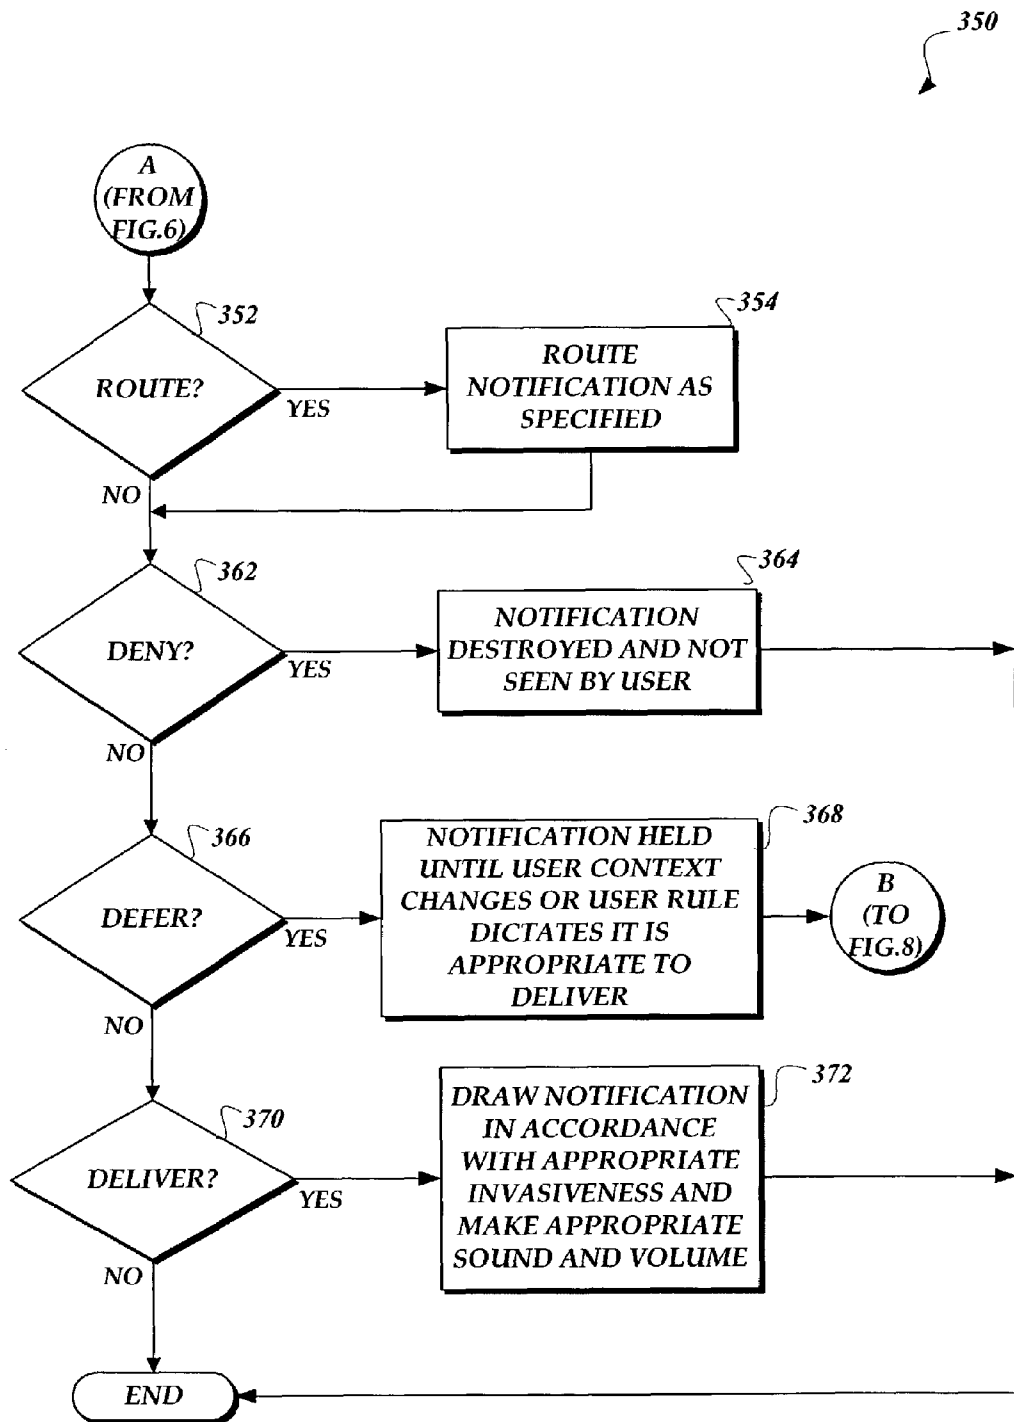 350
A
(FROM
FIG.6)
352
ROUTE?
YES
NO
354
ROUTE
NOTIFICATION AS
SPECIFIED
362
DENY?
YES
NO
364
NOTIFICATION
DESTROYED AND NOT
SEEN BY USER
366
DEFER?
YES
NO
368
NOTIFICATION HELD
UNTIL USER CONTEXT
CHANGES OR USER RULE
DICTATES IT IS
APPROPRIATE TO
DELIVER
B
(TO
FIG.8)
370
DELIVER?
YES
NO
372
DRAW NOTIFICATION
IN ACCORDANCE
WITH APPROPRIATE
INVASIVENESS AND
MAKE APPROPRIATE
SOUND AND VOLUME
END